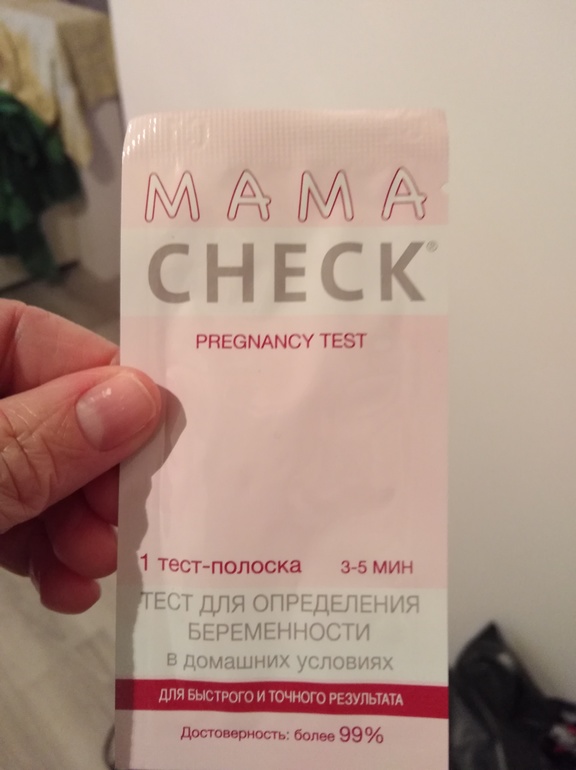 MAMA
CHECK®
PREGNANCY TEST
1 тест-полоска 3-5 МИН
ТЕСТ ДЛЯ ОПРЕДЕЛЕНИЯ
БЕРЕМЕННОСТИ
в домашних условиях
ДЛЯ БЫСТРОГО И ТОЧНОГО РЕЗУЛЬТАТА
Достоверность: более 99%